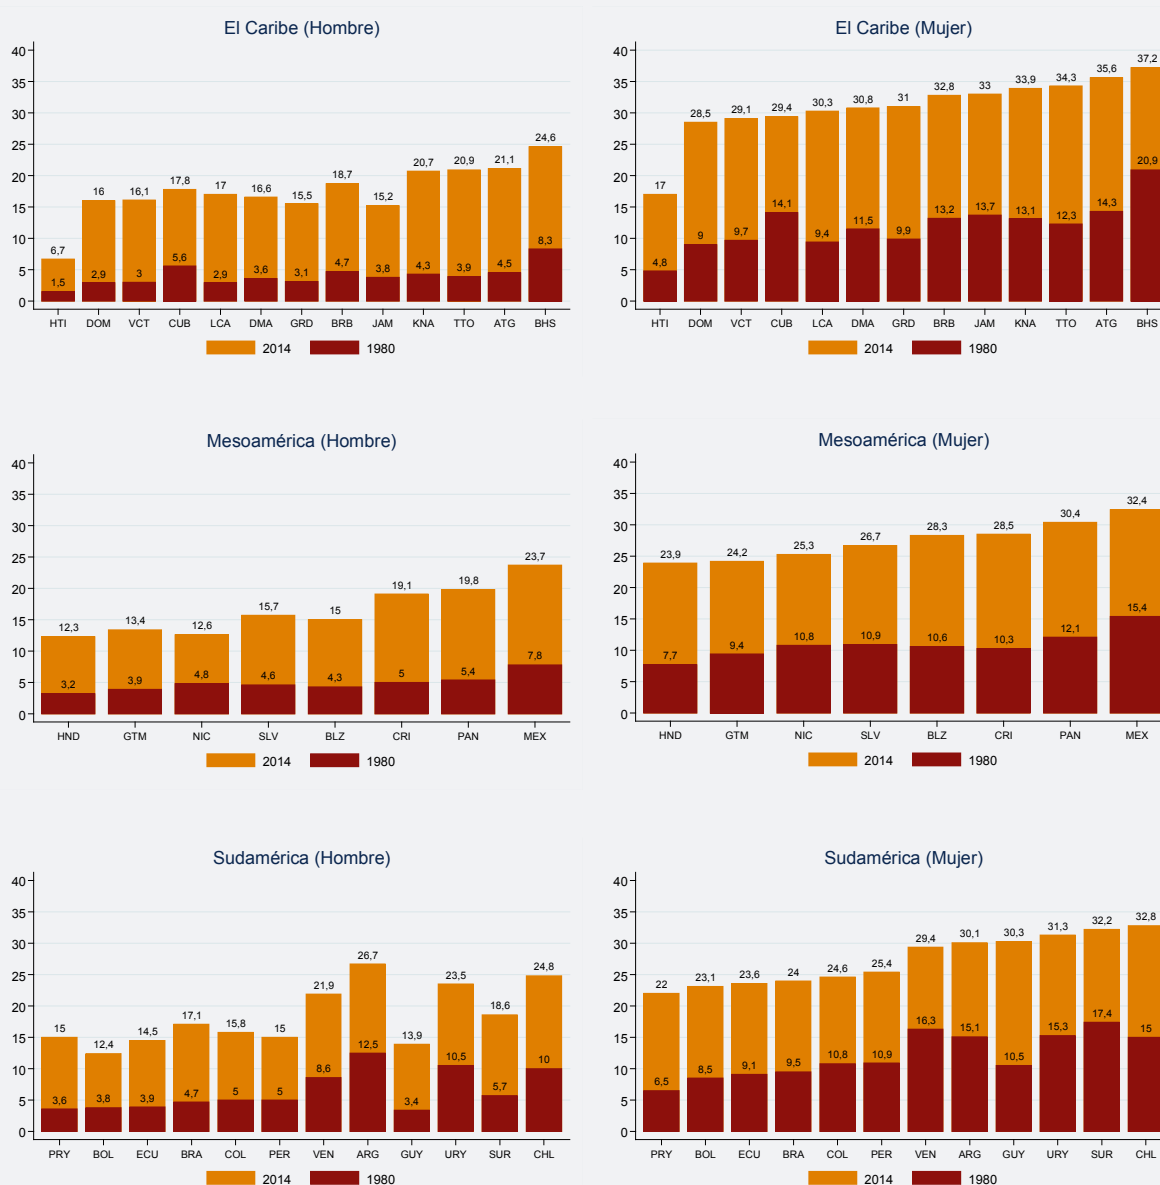 El Caribe (Hombre)
40
35
30
25
20
15
10
5
0
6,7 16 16,1 17,8 17 16,6 15,5 18,7 15,2 20,7 20,9 21,1 24,6
1,5 2,9 3 5,6 2,9 3,6 3,1 4,7 3,8 4,3 3,9 4,5 8,3
HTI DOM VCT CUB LCA DMA GRD BRB JAM KNA TTO ATG BHS
2014 1980
El Caribe (Mujer)
40
35
30
25
20
15
10
5
0
17 28,5 29,1 29,4 30,3 30,8 31 32,8 33 33,9 34,3 35,6 37,2
4,8 9 9,7 14,1 9,4 11,5 9,9 13,2 13,7 13,1 12,3 14,3 20,9
HTI DOM VCT CUB LCA DMA GRD BRB JAM KNA TTO ATG BHS
2014 1980
Mesoamérica (Hombre)
40
35
30
25
20
15
10
5
0
12,3 13,4 12,6 15,7 15 19,1 19,8 23,7
3,2 3,9 4,8 4,6 4,3 5 5,4 7,8
HND GTM NIC SLV BLZ CRI PAN MEX
2014 1980
Mesoamérica (Mujer)
40
35
30
25
20
15
10
5
0
23,9 24,2 25,3 26,7 28,3 28,5 30,4 32,4
7,7 9,4 10,8 10,9 10,6 10,3 12,1 15,4
HND GTM NIC SLV BLZ CRI PAN MEX
2014 1980
Sudamérica (Hombre)
40
35
30
25
20
15
10
5
0
15 12,4 14,5 17,1 15,8 15 21,9 26,7 13,9 23,5 18,6 24,8
3,6 3,8 3,9 4,7 5 5 8,6 12,5 3,4 10,5 5,7 10
PRY BOL ECU BRA COL PER VEN ARG GUY URY SUR CHL
2014 1980
Sudamérica (Mujer)
40
35
30
25
20
15
10
5
0
22 23,1 23,6 24 24,6 25,4 29,4 30,1 30,3 31,3 32,2 32,8
6,5 8,5 9,1 9,5 10,8 10,9 16,3 15,1 10,5 15,3 17,4 15
PRY BOL ECU BRA COL PER VEN ARG GUY URY SUR CHL
2014 1980